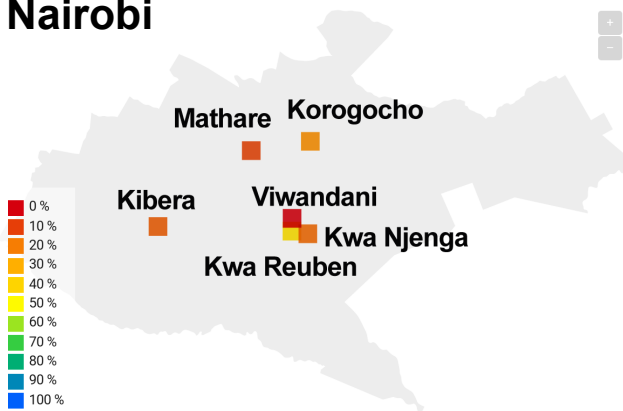 Nairobi
+
−
Mathare
Korogocho
Kibera
Viwandani
Kwa Njenga
Kwa Reuben
0 %
10 %
20 %
30 %
40 %
50 %
60 %
70 %
80 %
90 %
100 %